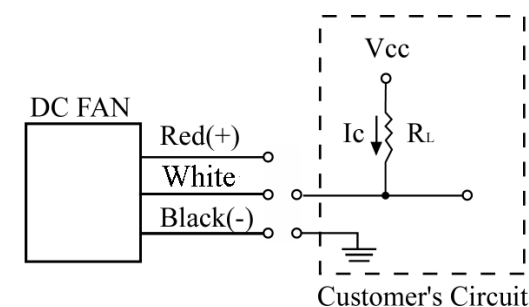 Vcc
DC FAN
Red(+)
Ic
RL
White
Black(-)
Customer's Circuit